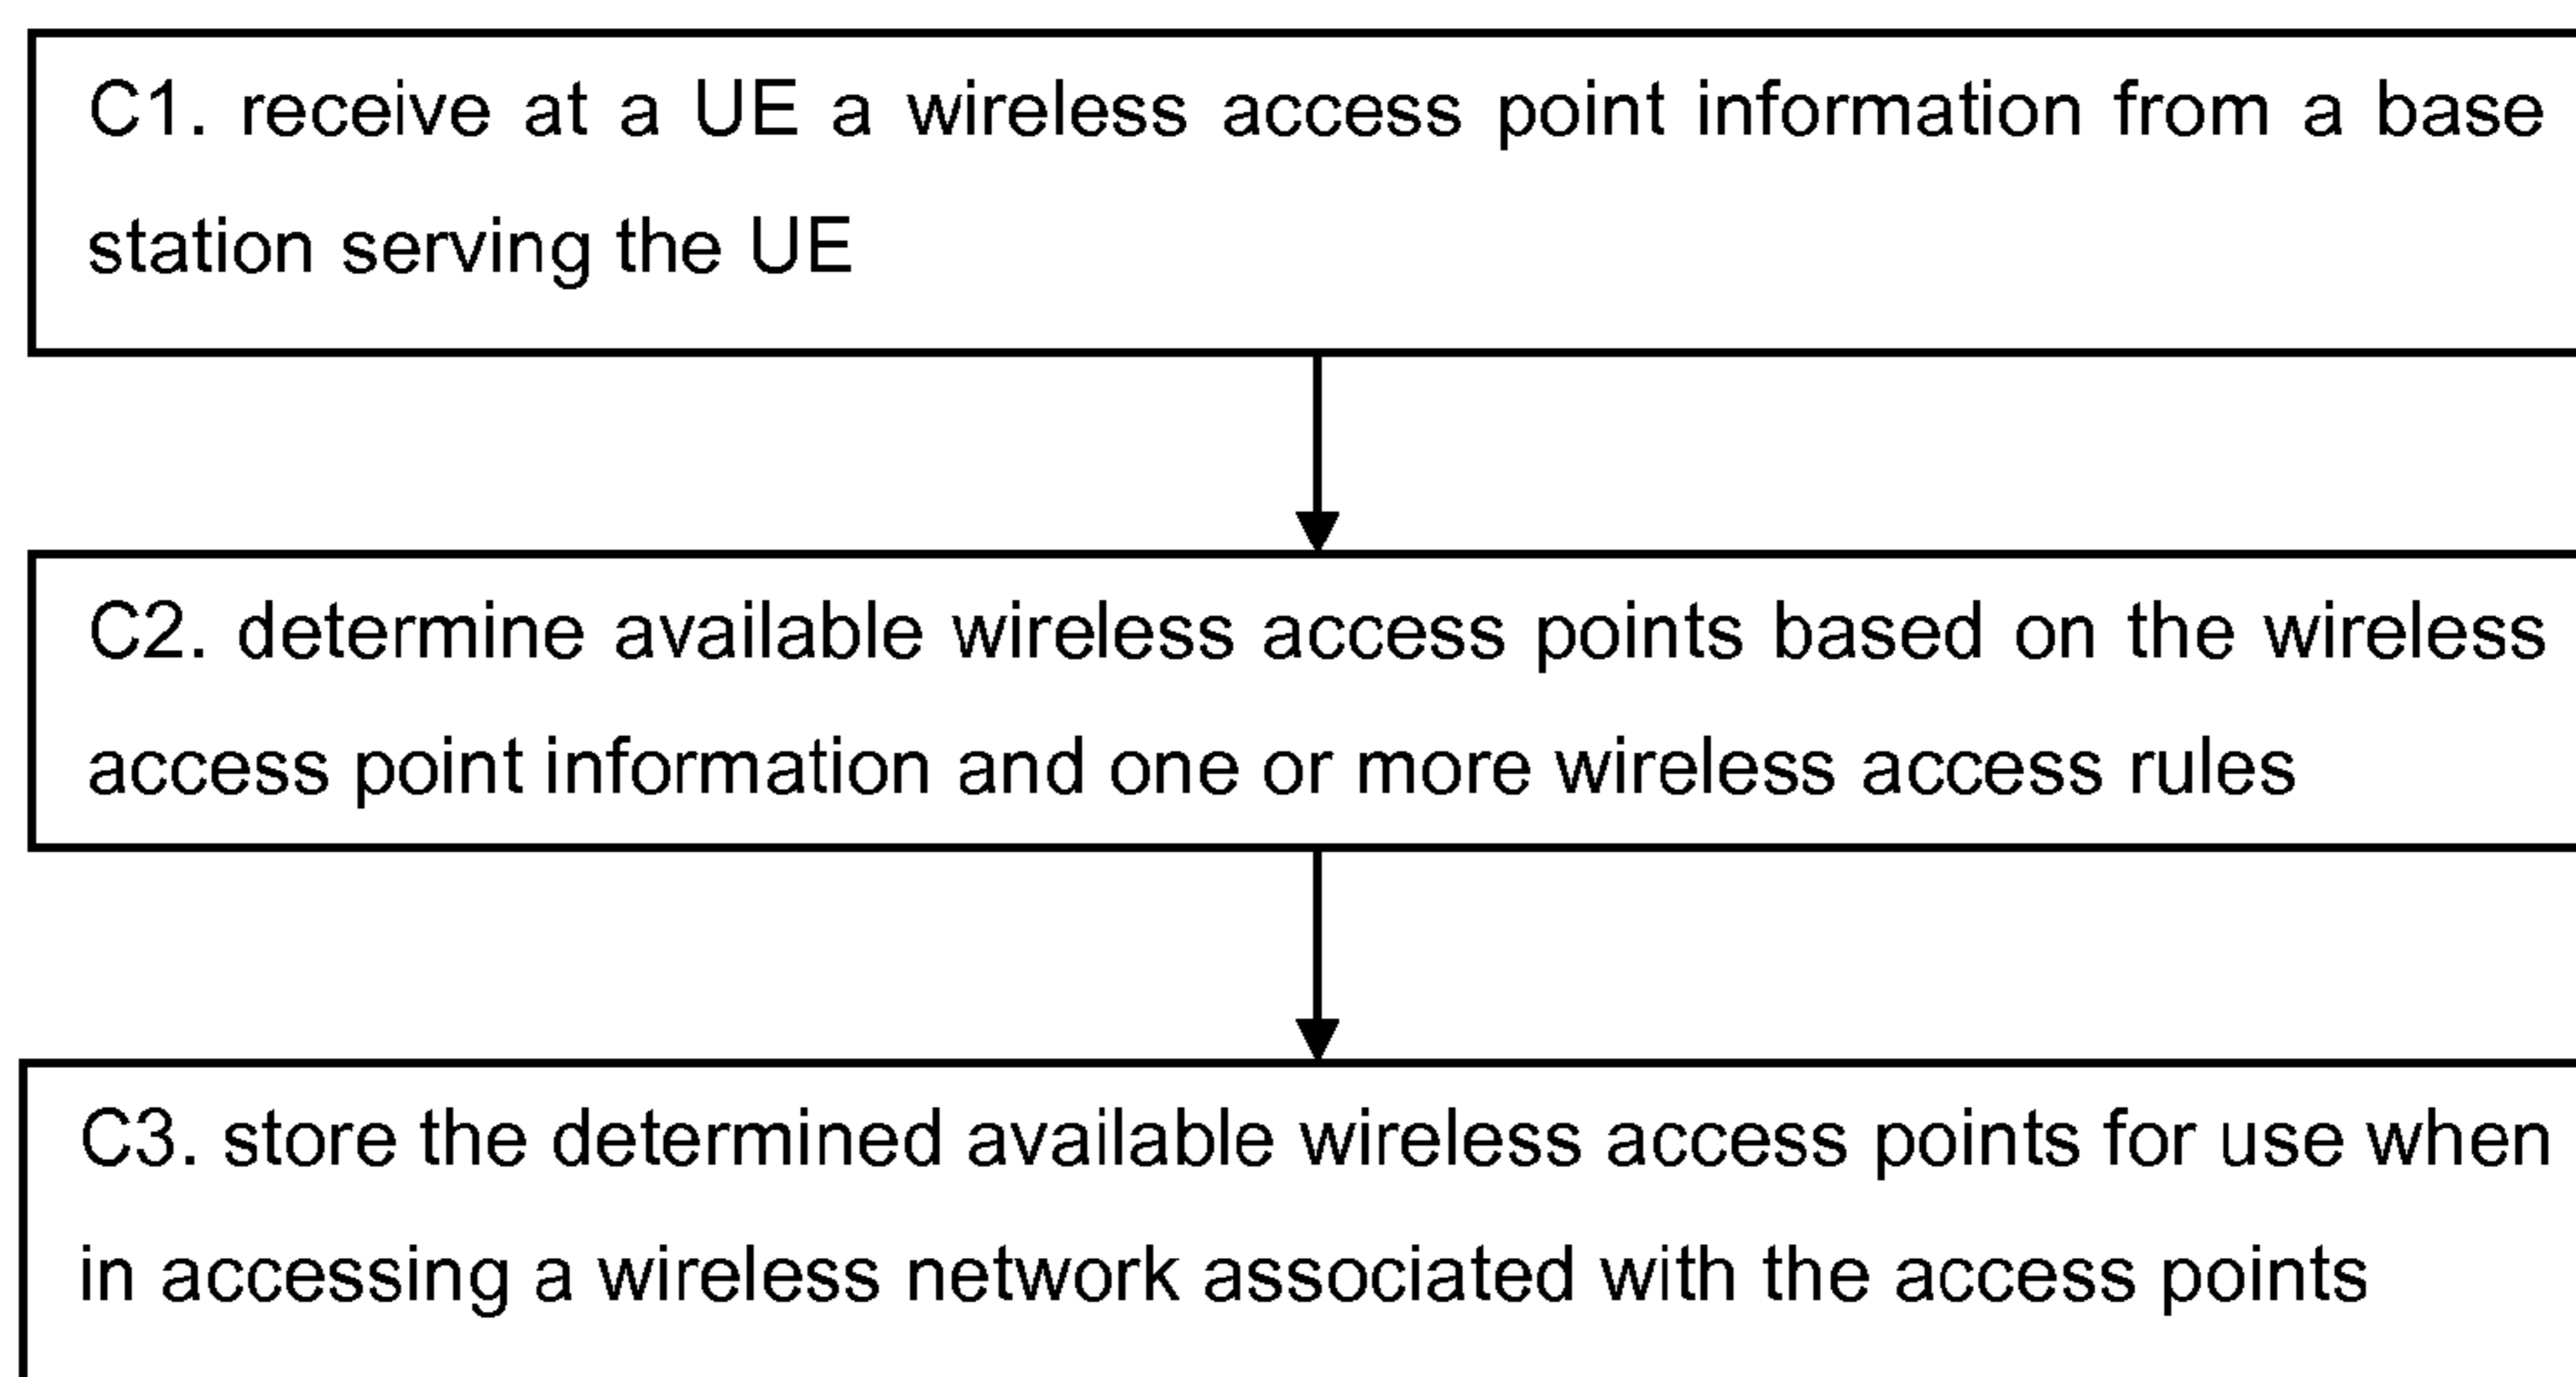 C1. receive at a UE a wireless access point information from a base
station serving the UE
C2. determine available wireless access points based on the wireless
access point information and one or more wireless access rules
C3. store the determined available wireless access points for use when
in accessing a wireless network associated with the access points